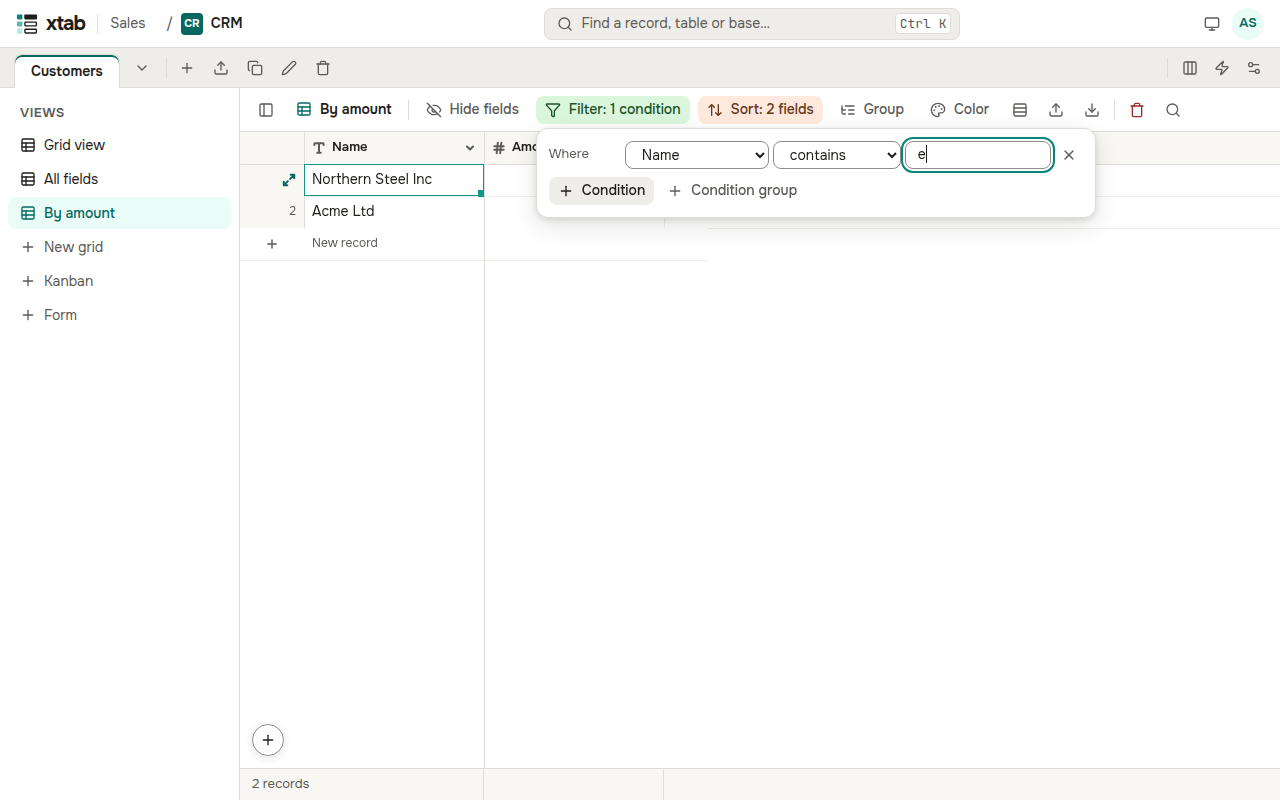 xtab Sales / CR CRM Find a record, table or base... Ctrl K AS
Customers
VIEWS
Grid view
All fields
By amount
New grid
Kanban
Form
By amount Hide fields Filter: 1 condition Sort: 2 fields Group Color
Name Amo
Where Name contains e
Condition Condition group
Northern Steel Inc
2 Acme Ltd
New record
2 records